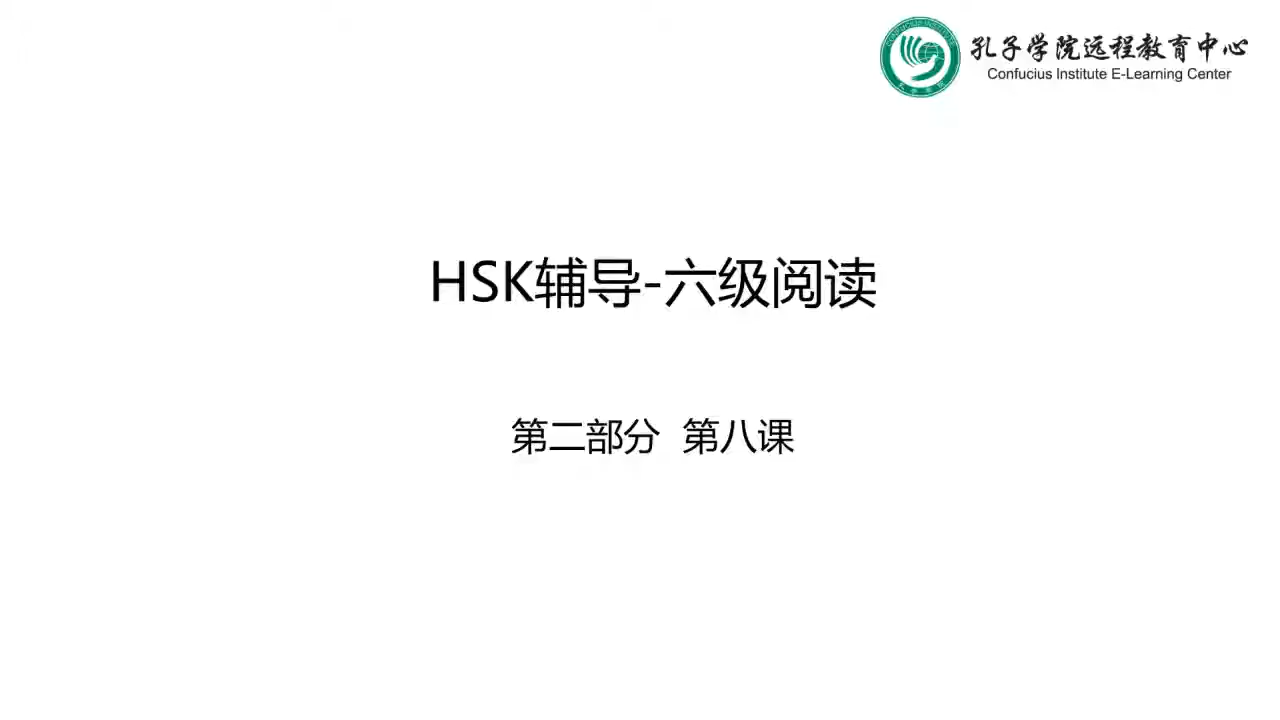 孔子学院远程教育中心
Confucius Institute E-Learning Center
HSK辅导-六级阅读
第二部分 第八课